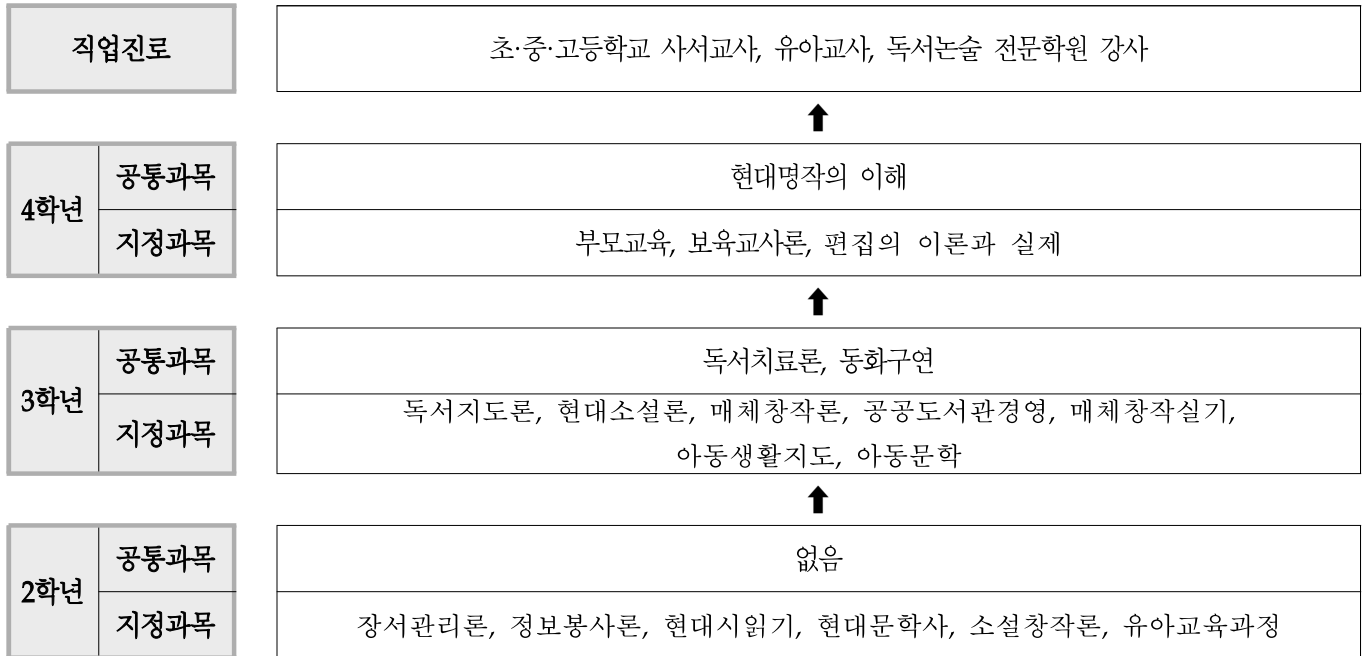 직업진로
초·중·고등학교 사서교사, 유아교사, 독서논술 전문학원 강사
4학년
공통과목
현대명작의 이해
지정과목
부모교육, 보육교사론, 편집의 이론과 실제
3학년
공통과목
독서치료론, 동화구연
지정과목
독서지도론, 현대소설론, 매체창작론, 공공도서관경영, 매체창작실기,
아동생활지도, 아동문학
2학년
공통과목
없음
지정과목
장서관리론, 정보봉사론, 현대시읽기, 현대문학사, 소설창작론, 유아교육과정